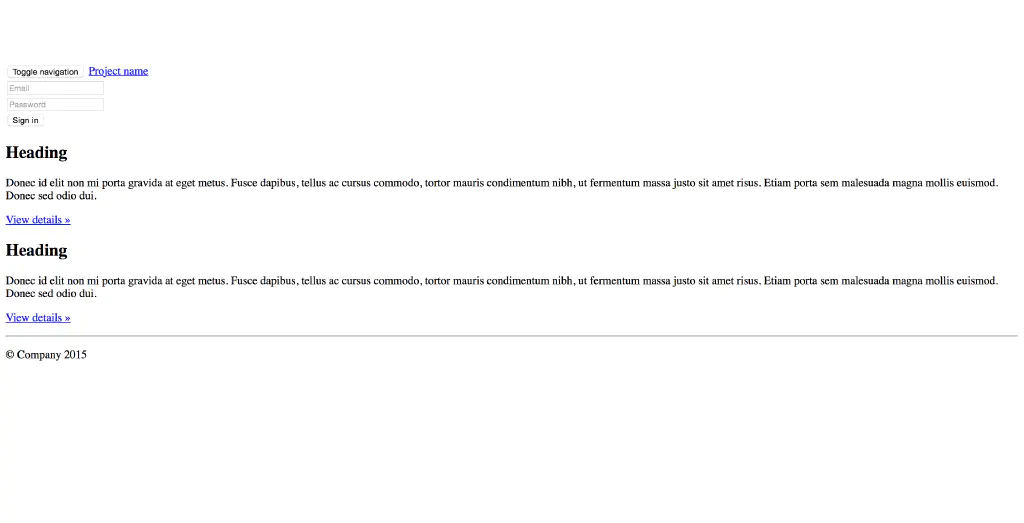 Toggle navigation Project name
Email
Password
Sign in
Heading
Donec id elit non mi porta gravida at eget metus. Fusce dapibus, tellus ac cursus commodo, tortor mauris condimentum nibh, ut fermentum massa justo sit amet risus. Etiam porta sem malesuada magna mollis euismod.
Donec sed odio dui.
View details »
Heading
Donec id elit non mi porta gravida at eget metus. Fusce dapibus, tellus ac cursus commodo, tortor mauris condimentum nibh, ut fermentum massa justo sit amet risus. Etiam porta sem malesuada magna mollis euismod.
Donec sed odio dui.
View details »
© Company 2015